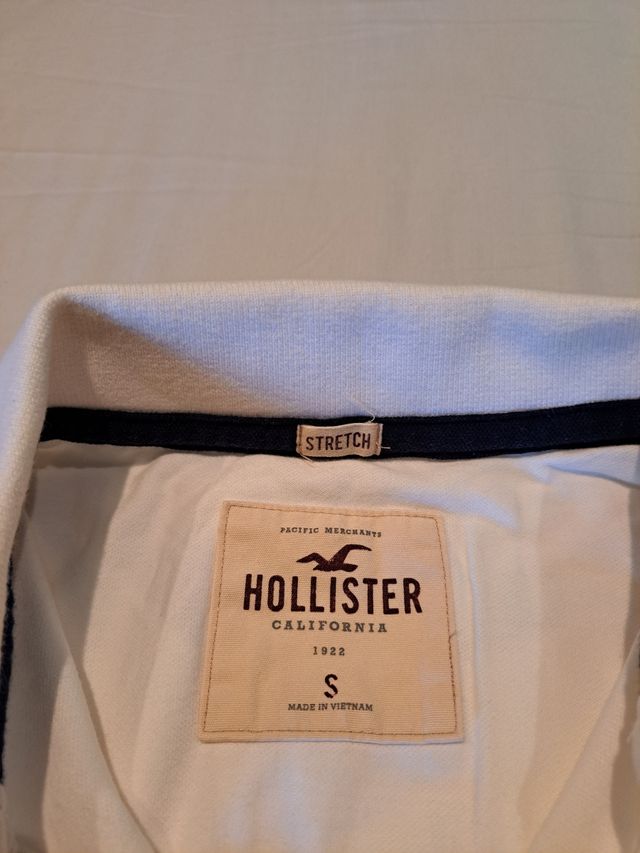 STRETCH
PACIFIC MERCHANTS
HOLLISTER
CALIFORNIA
1922
S
MADE IN VIETNAM